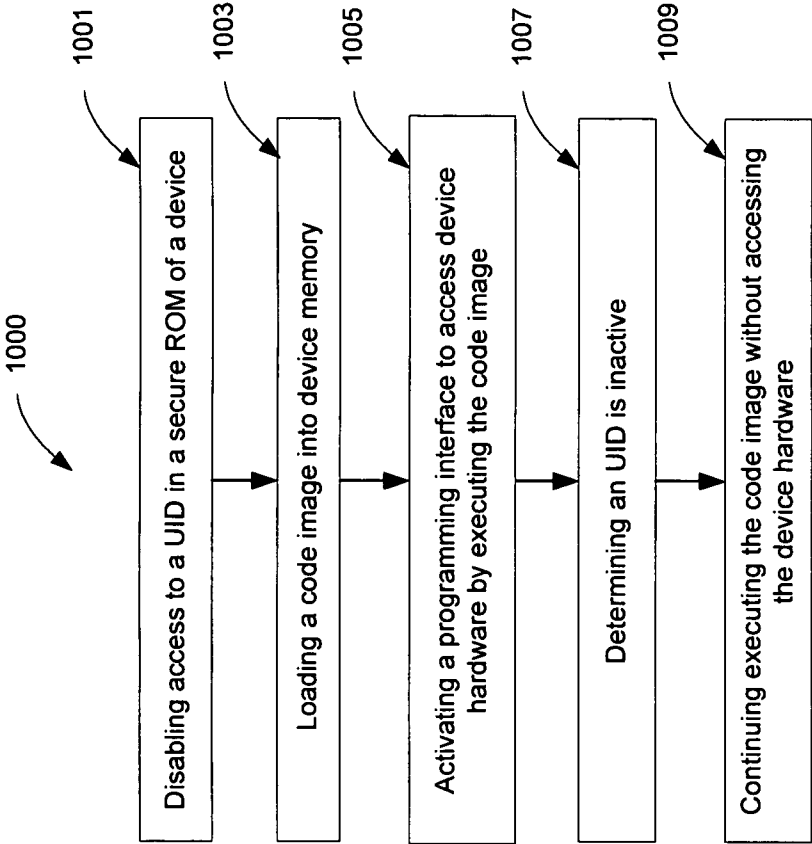 1000
1001
Disabling access to a UID in a secure ROM of a device
1003
Loading a code image into device memory
1005
Activating a programming interface to access device
hardware by executing the code image
1007
Determining an UID is inactive
1009
Continuing executing the code image without accessing
the device hardware